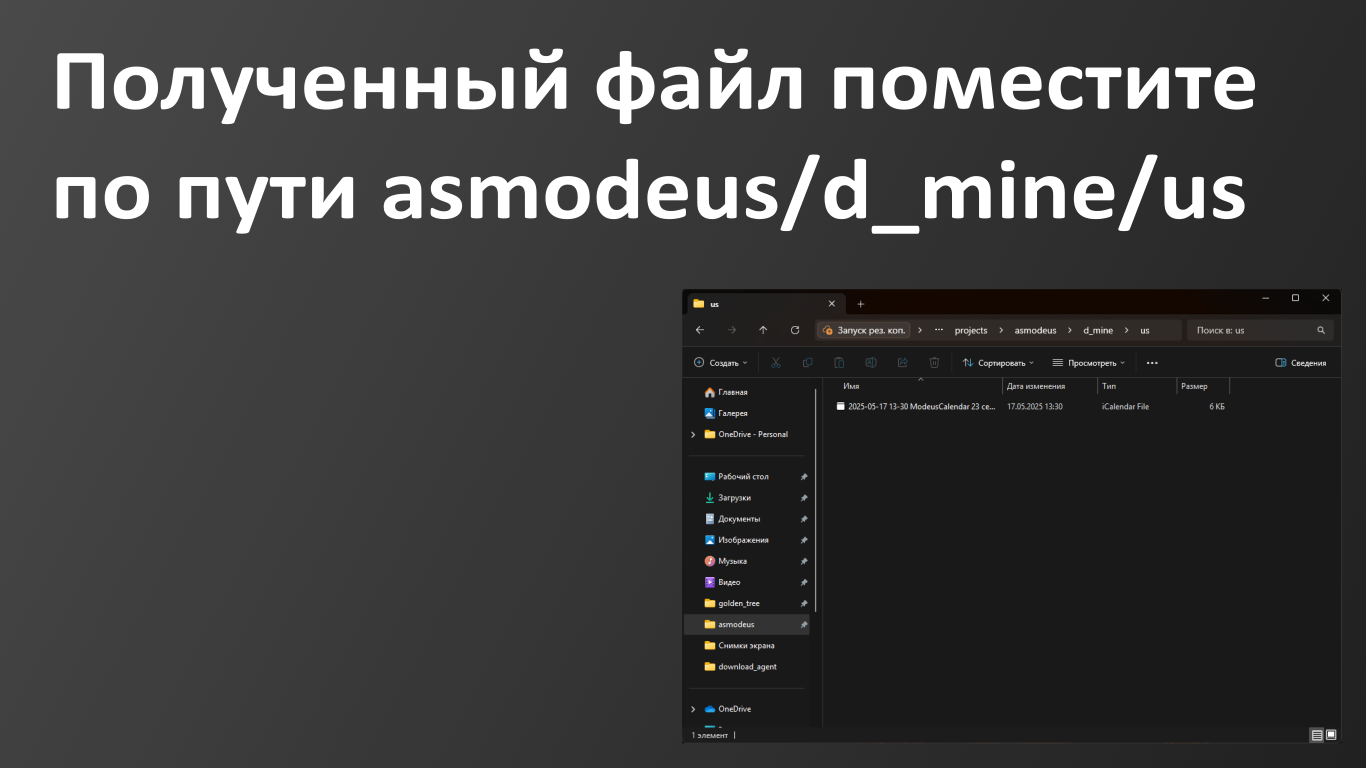 Полученный файл поместите
по пути asmodeus/d_mine/us
us
Запуск рез. коп. > ··· projects > asmodeus > d_mine > us
Поиск в: us
Создать
Сортировать
Просмотреть
Сведения
Главная
Галерея
OneDrive - Personal
Рабочий стол
Загрузки
Документы
Изображения
Музыка
Видео
golden_tree
asmodeus
Снимки экрана
download_agent
OneDrive
Имя Дата изменения Тип Размер
2025-05-17 13-30 ModeusCalendar 23 се... 17.05.2025 13:30 iCalendar File 6 КБ
1 элемент